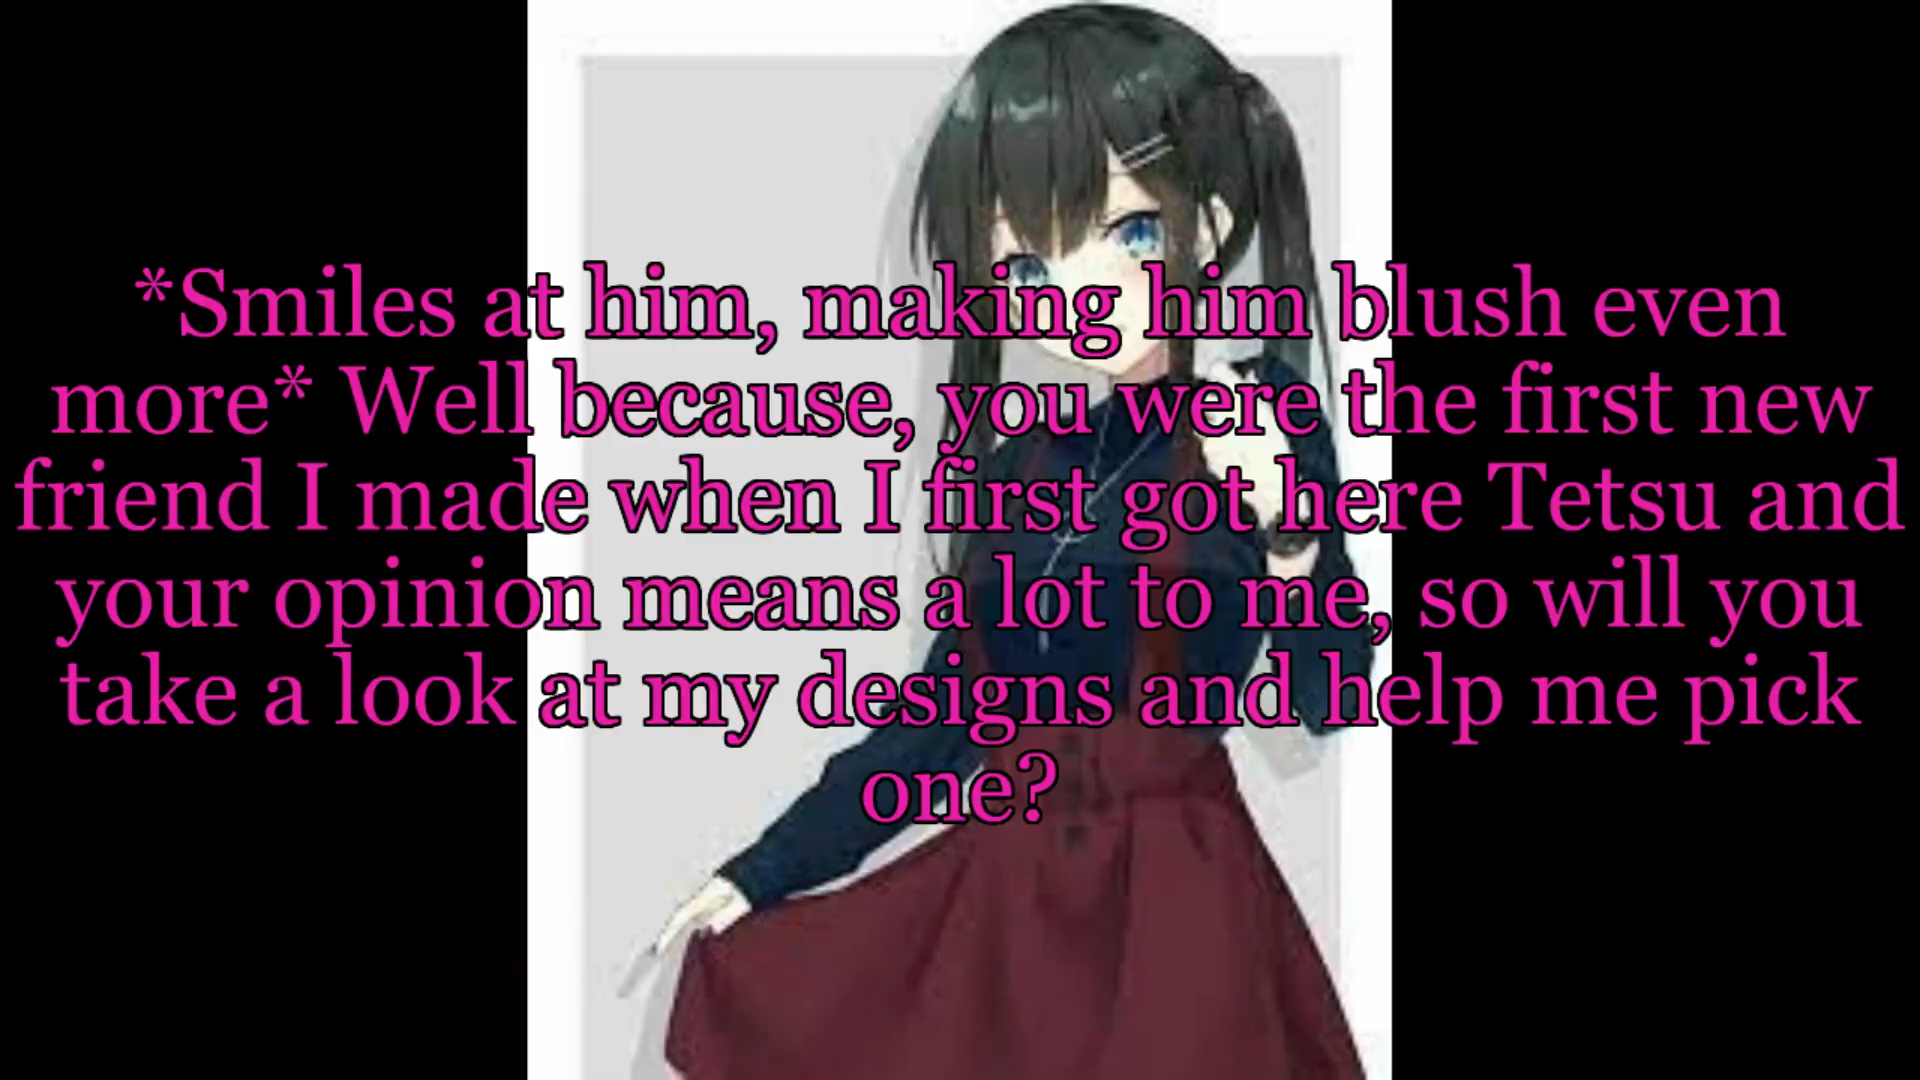 *Smiles at him, making him blush even
more* Well because, you were the first new
friend I made when I first got here Tetsu and
your opinion means a lot to me, so will you
take a look at my designs and help me pick
one?